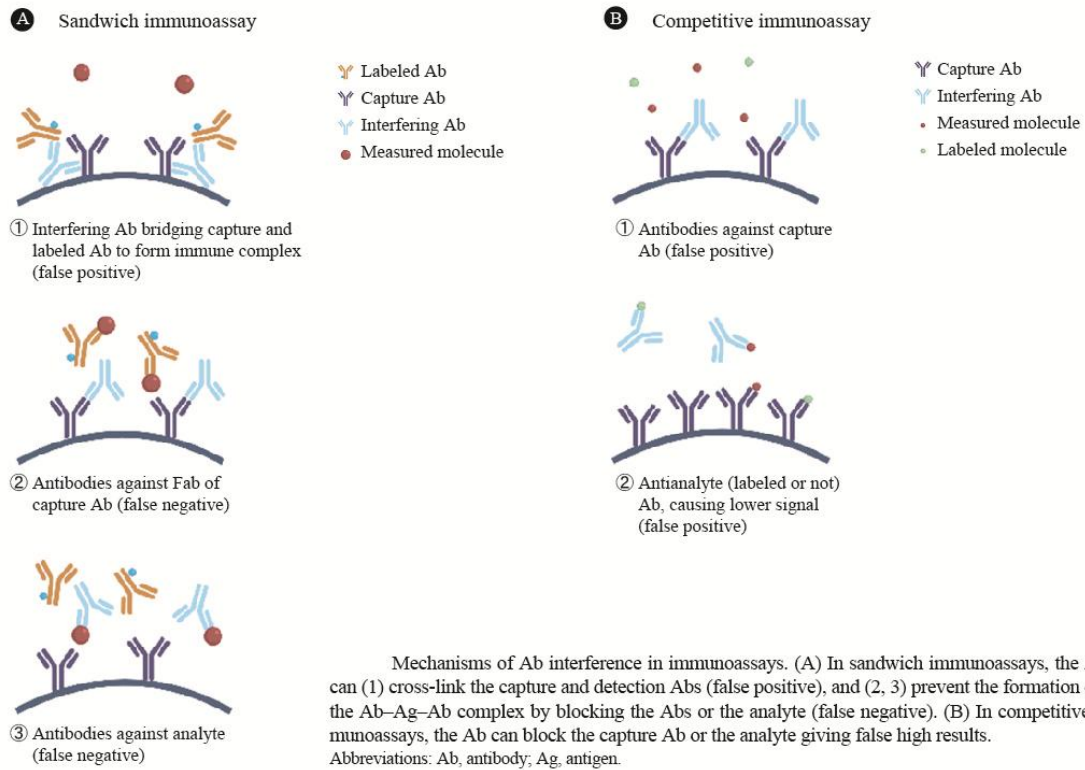 A Sandwich immunoassay
Labeled Ab
Capture Ab
Interfering Ab
Measured molecule
① Interfering Ab bridging capture and
labeled Ab to form immune complex
(false positive)
② Antibodies against Fab of
capture Ab (false negative)
③ Antibodies against analyte
(false negative)
B Competitive immunoassay
Capture Ab
Interfering Ab
Measured molecule
Labeled molecule
① Antibodies against capture
Ab (false positive)
② Antianalyte (labeled or not)
Ab, causing lower signal
(false positive)
Mechanisms of Ab interference in immunoassays. (A) In sandwich immunoassays, the
can (1) cross-link the capture and detection Abs (false positive), and (2, 3) prevent the formation
the Ab–Ag–Ab complex by blocking the Abs or the analyte (false negative). (B) In competitive
munoassays, the Ab can block the capture Ab or the analyte giving false high results.
Abbreviations: Ab, antibody; Ag, antigen.